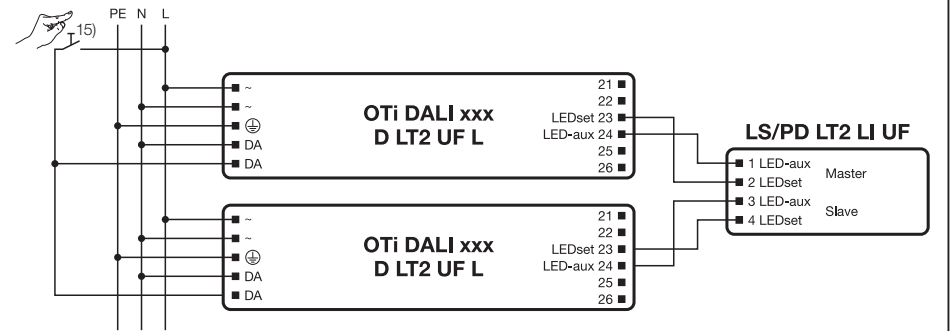 PE N L
15)
~
~
DA
DA
OTi DALI xxx
D LT2 UF L
21
22
LEDset 23
LED-aux 24
25
26
LS/PD LT2 LI UF
1 LED-aux
2 LEDset
Master
3 LED-aux
4 LEDset
Slave
~
~
DA
DA
OTi DALI xxx
D LT2 UF L
21
22
LEDset 23
LED-aux 24
25
26